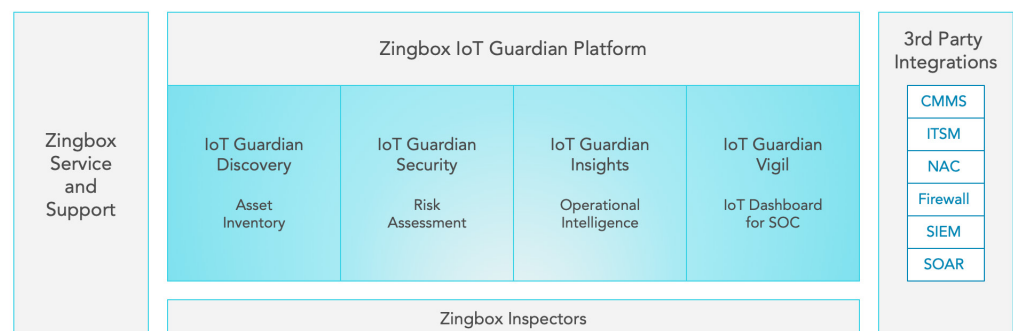 Zingbox
Service
and
Support
Zingbox IoT Guardian Platform
IoT Guardian
Discovery
Asset
Inventory
IoT Guardian
Security
Risk
Assessment
IoT Guardian
Insights
Operational
Intelligence
IoT Guardian
Vigil
IoT Dashboard
for SOC
Zingbox Inspectors
3rd Party
Integrations
CMMS
ITSM
NAC
Firewall
SIEM
SOAR